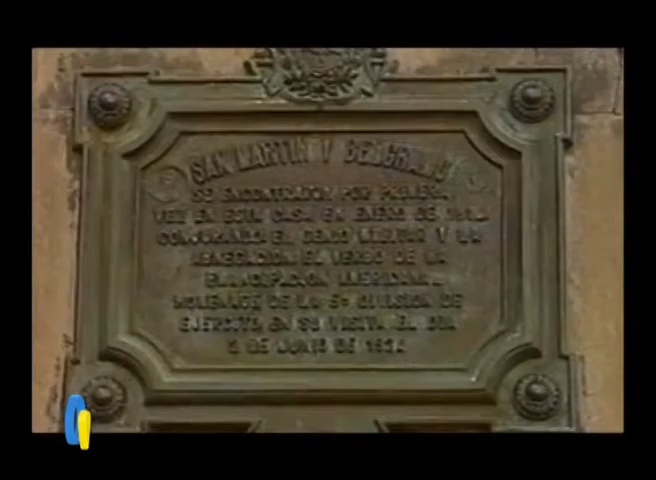 SAN MARTIN Y BELGRANO
SE ENCONTRARON POR PRIMERA
VEZ EN ESTA CASA EN ENERO DE
CONJURANDO EL GENIO MILITAR Y LA
ABNEGACION EL VERBO DE LA
EMANCIPACION AMERICANA
HOMENAJE DE LA 5ª DIVISION DE
EJERCITO EN SU VISITA EL DIA
DE JUNIO DE